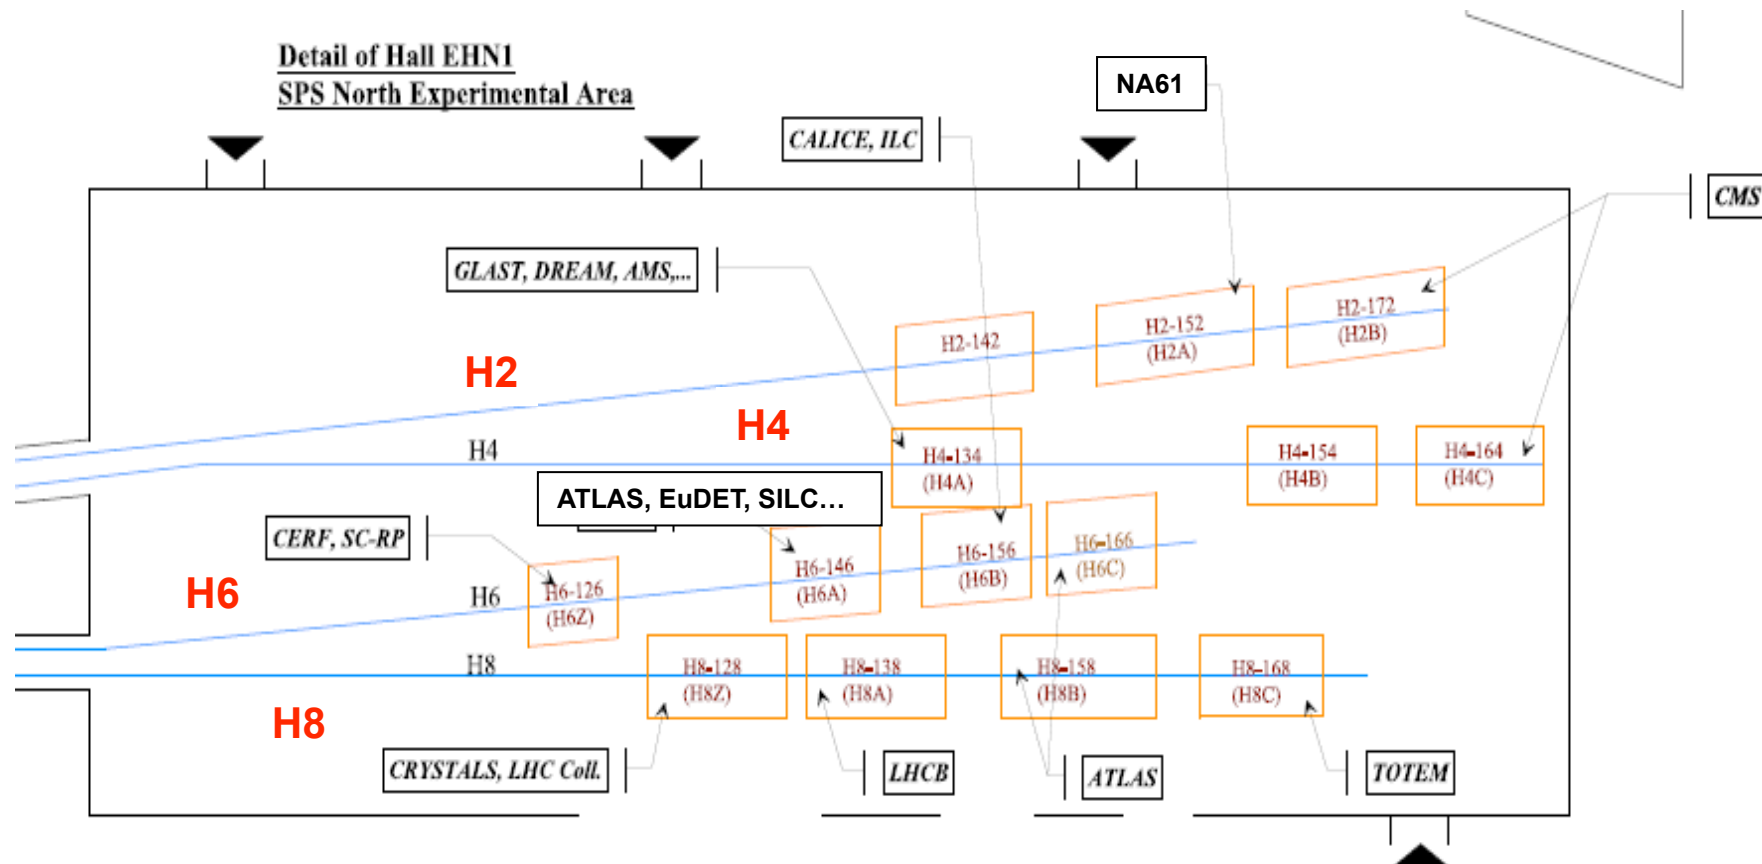 Detail of Hall EHN1
SPS North Experimental Area
NA61
CALICE, ILC
CMS
GLAST, DREAM, AMS,...
H2-172
(H2B)
H2-152
(H2A)
H2-142
H2
H4
H4
H4-134
(H4A)
H4-154
(H4B)
H4-164
(H4C)
ATLAS, EuDET, SILC…
CERF, SC-RP
H6-166
(H6C)
H6-156
(H6B)
H6-146
(H6A)
H6-126
(H6Z)
H6
H6
H8
H8-128
(H8Z)
H8-138
(H8A)
H8-158
(H8B)
H8-168
(H8C)
H8
CRYSTALS, LHC Coll.
LHCB
ATLAS
TOTEM